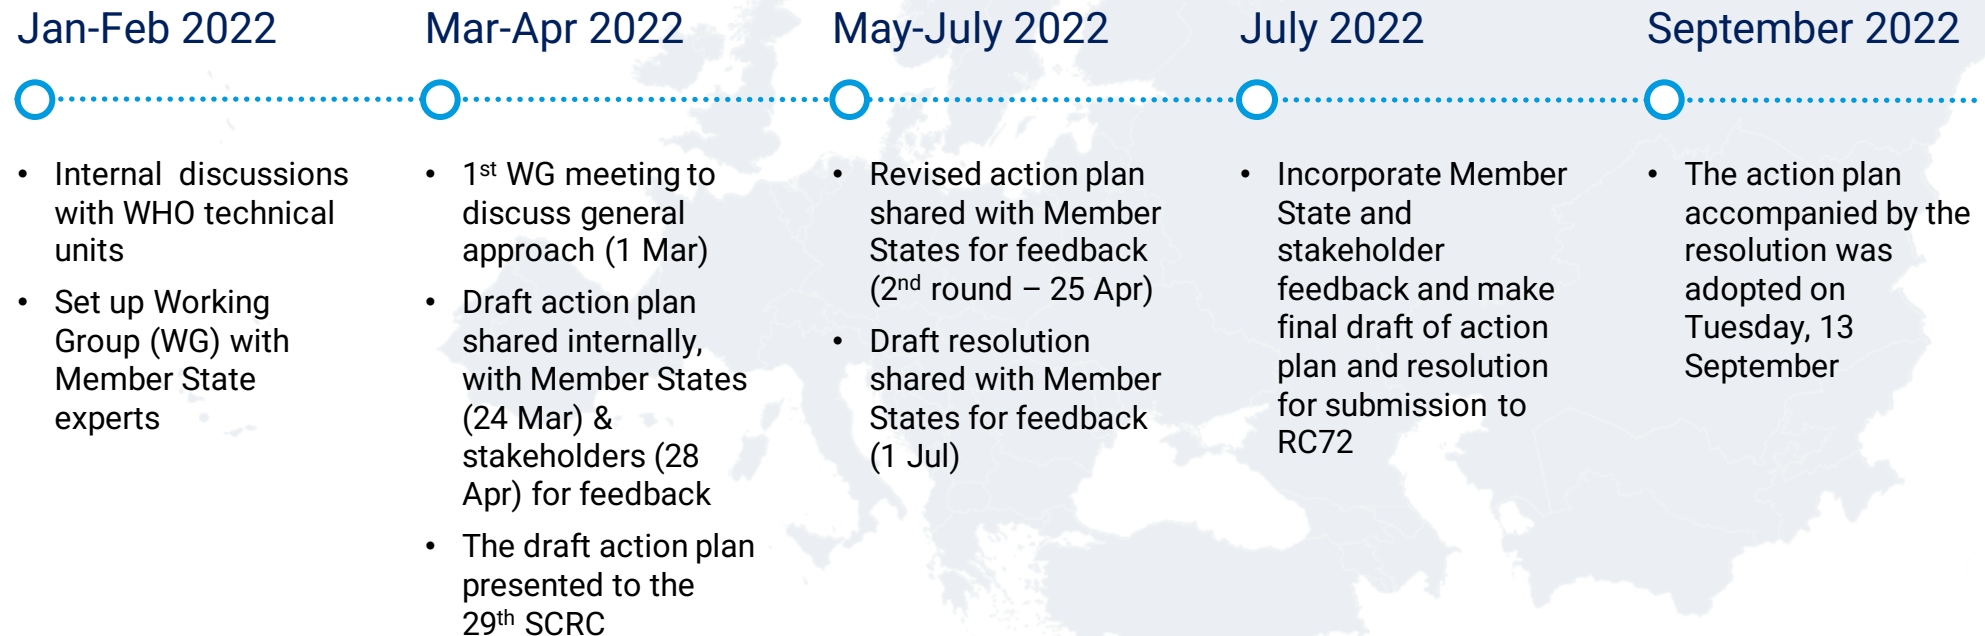 Jan-Feb 2022
• Internal discussions
with WHO technical
units
• Set up Working
Group (WG) with
Member State
experts
Mar-Apr 2022
• 1st WG meeting to
discuss general
approach (1 Mar)
• Draft action plan
shared internally,
with Member States
(24 Mar) &
stakeholders (28
Apr) for feedback
• The draft action plan
presented to the
29th SCRC
May-July 2022
• Revised action plan
shared with Member
States for feedback
(2nd round – 25 Apr)
• Draft resolution
shared with Member
States for feedback
(1 Jul)
July 2022
• Incorporate Member
State and
stakeholder
feedback and make
final draft of action
plan and resolution
for submission to
RC72
September 2022
• The action plan
accompanied by the
resolution was
adopted on
Tuesday, 13
September